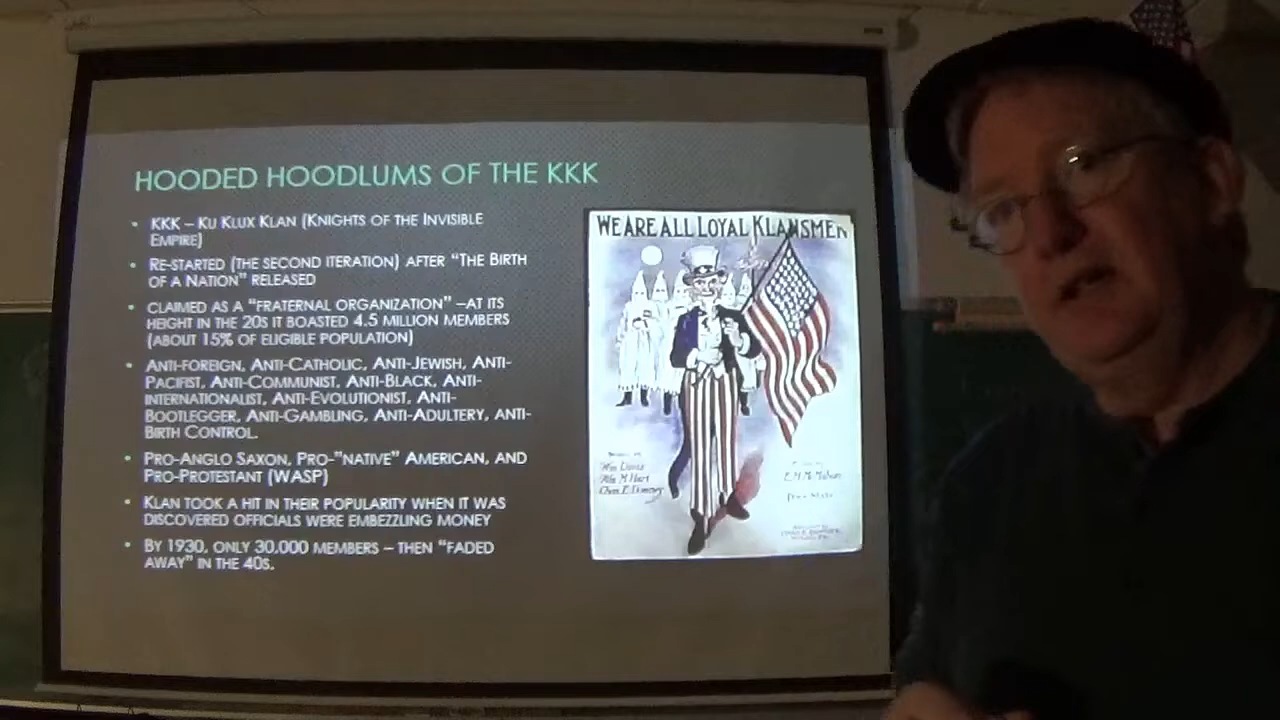 HOODED HOODLUMS OF THE KKK
• KKK – KU KLUX KLAN (KNIGHTS OF THE INVISIBLE
EMPIRE)
• RE-STARTED (THE SECOND ITERATION) AFTER "THE BIRTH
OF A NATION" RELEASED
• CLAIMED AS A "FRATERNAL ORGANIZATION" –AT ITS
HEIGHT IN THE 20S IT BOASTED 4.5 MILLION MEMBERS
(ABOUT 15% OF ELIGIBLE POPULATION)
• ANTI-FOREIGN, ANTI-CATHOLIC, ANTI-JEWISH, ANTI-
PACIFIST, ANTI-COMMUNIST, ANTI-BLACK, ANTI-
INTERNATIONALIST, ANTI-EVOLUTIONIST, ANTI-
BOOTLEGGER, ANTI-GAMBLING, ANTI-ADULTERY, ANTI-
BIRTH CONTROL.
• PRO-ANGLO SAXON, PRO-"NATIVE" AMERICAN, AND
PRO-PROTESTANT (WASP)
• KLAN TOOK A HIT IN THEIR POPULARITY WHEN IT WAS
DISCOVERED OFFICIALS WERE EMBEZZLING MONEY
• BY 1930, ONLY 30,000 MEMBERS – THEN "FADED
AWAY" IN THE 40S.
WE ARE ALL LOYAL KLANSMEN
Wm Davis